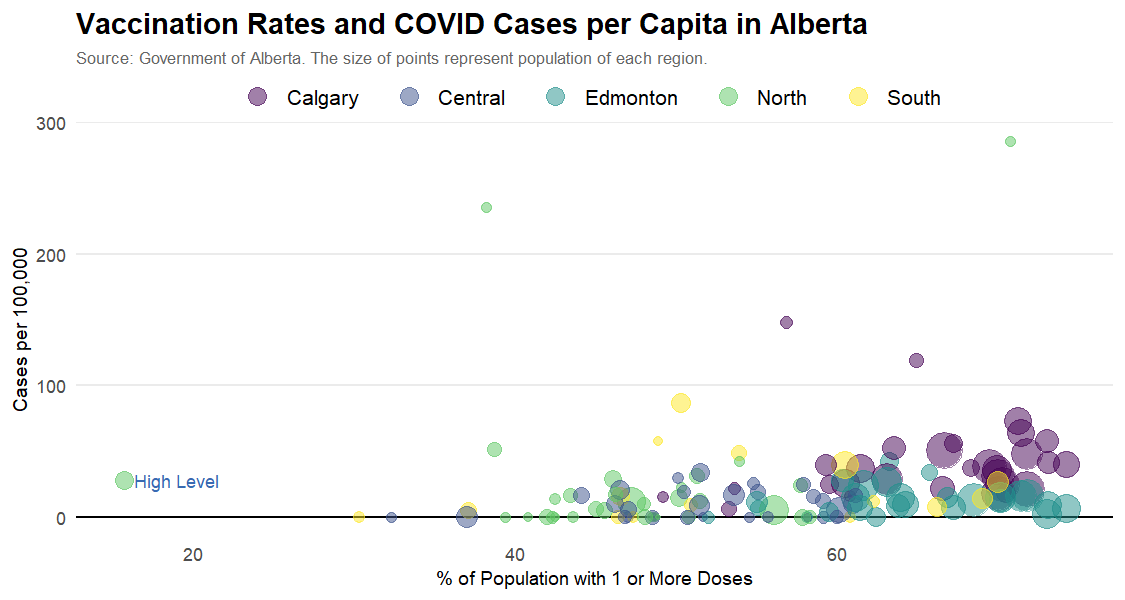 Vaccination Rates and COVID Cases per Capita in Alberta
Source: Government of Alberta. The size of points represent population of each region.
Calgary Central Edmonton North South
300
200
Cases per 100,000
100
High Level
0
20 40 60
% of Population with 1 or More Doses